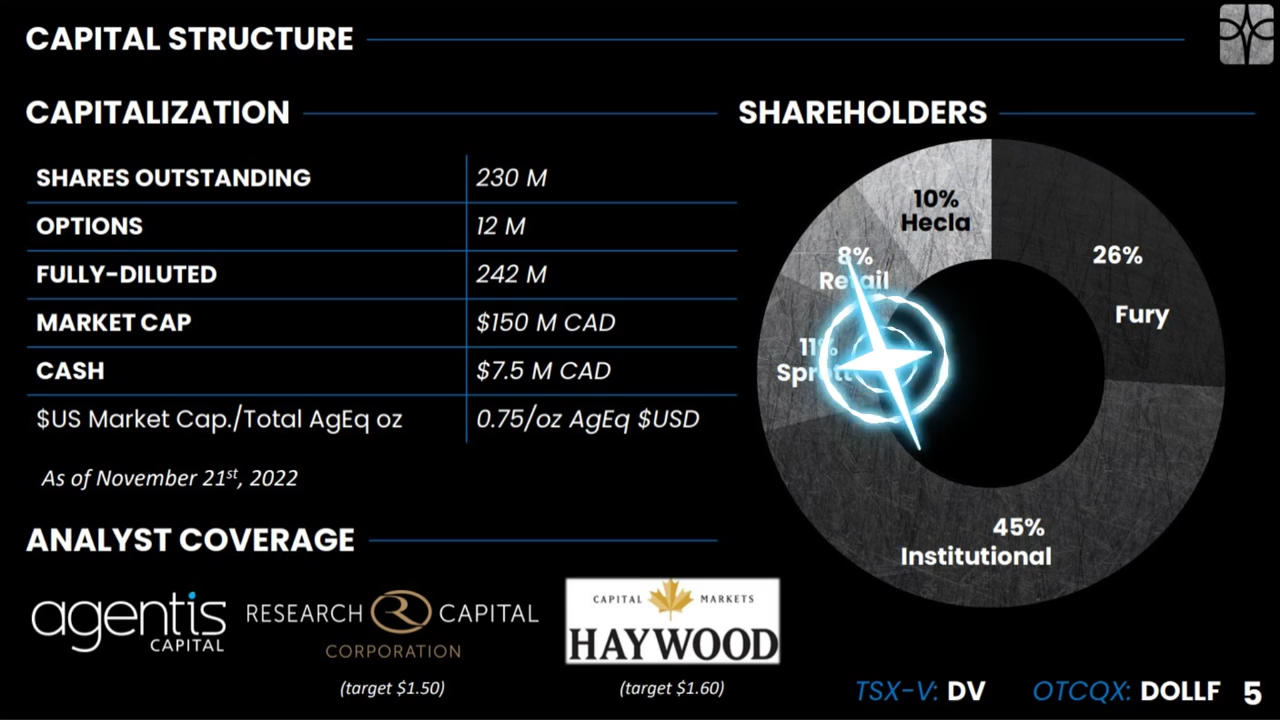 CAPITAL STRUCTURE
CAPITALIZATION
SHARES OUTSTANDING 230 M
OPTIONS 12 M
FULLY-DILUTED 242 M
MARKET CAP $150 M CAD
CASH $7.5 M CAD
$US Market Cap./Total AgEq oz 0.75/oz AgEq $USD
As of November 21st, 2022
SHAREHOLDERS
10%
Hecla
26%
Fury
8%
Retail
11%
Sprott
45%
Institutional
ANALYST COVERAGE
agentis
CAPITAL
RESEARCH R CAPITAL
CORPORATION
(target $1.50)
CAPITAL MARKETS
HAYWOOD
(target $1.60)
TSX-V: DV OTCQX: DOLLF 5